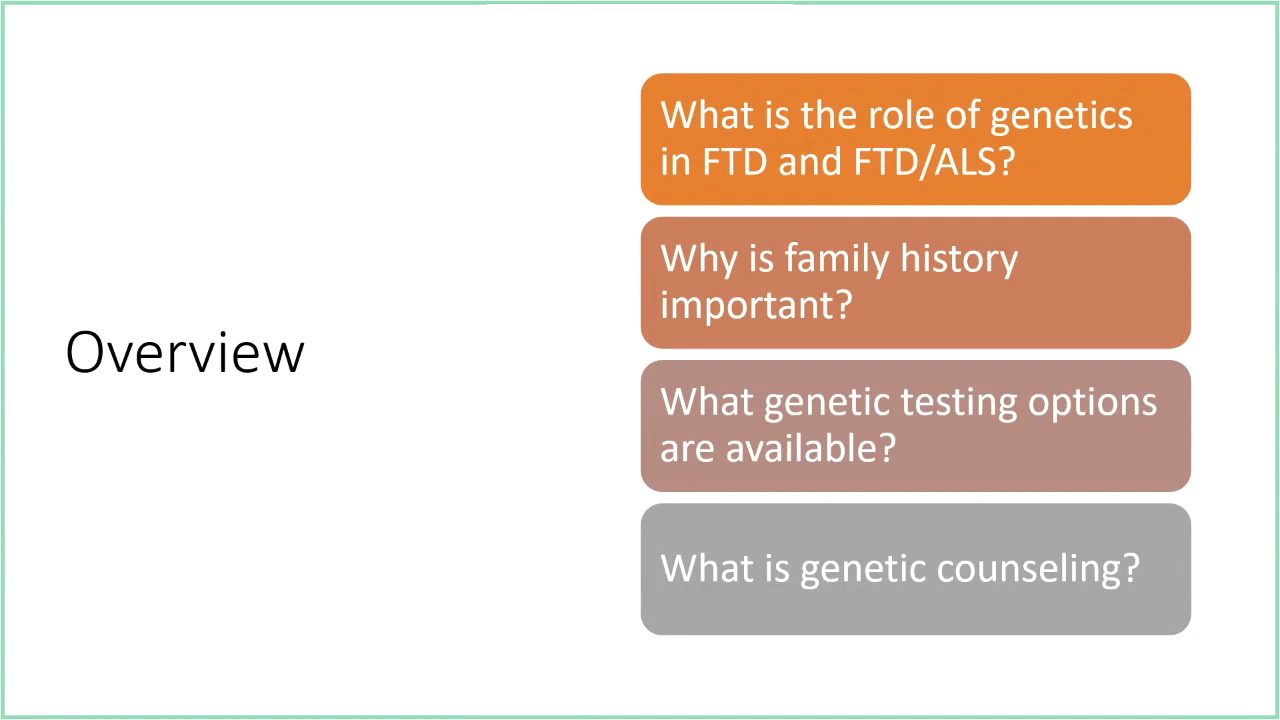 Overview
What is the role of genetics
in FTD and FTD/ALS?
Why is family history
important?
What genetic testing options
are available?
What is genetic counseling?